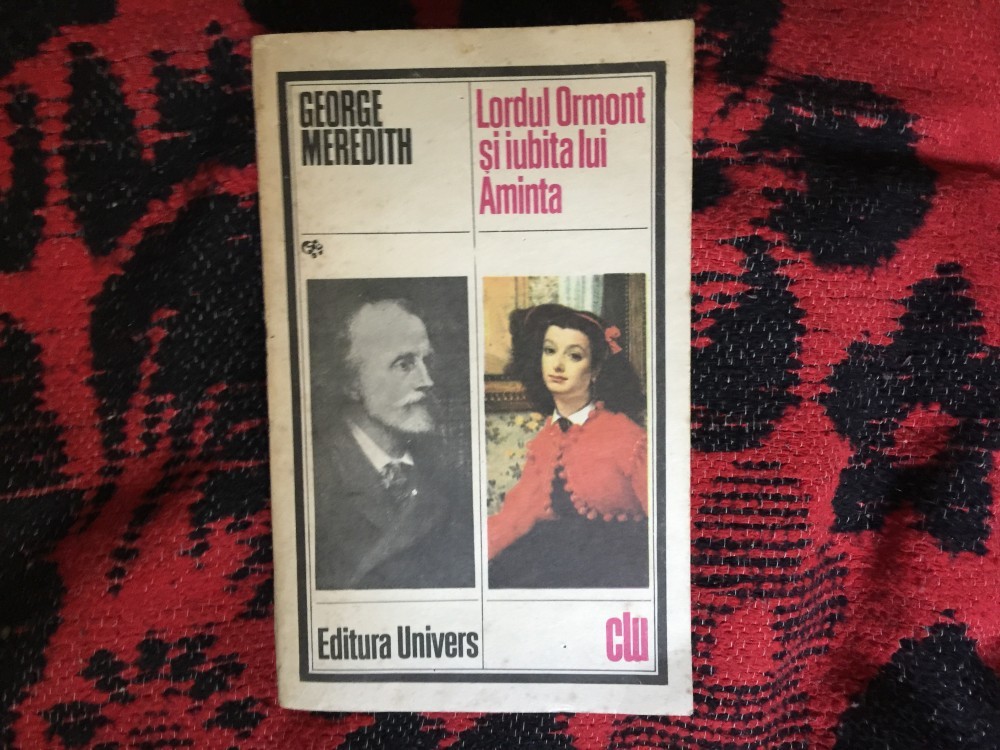 GEORGE
MEREDITH
Lordul Ormont
și iubita lui
Aminta
Editura Univers
clu